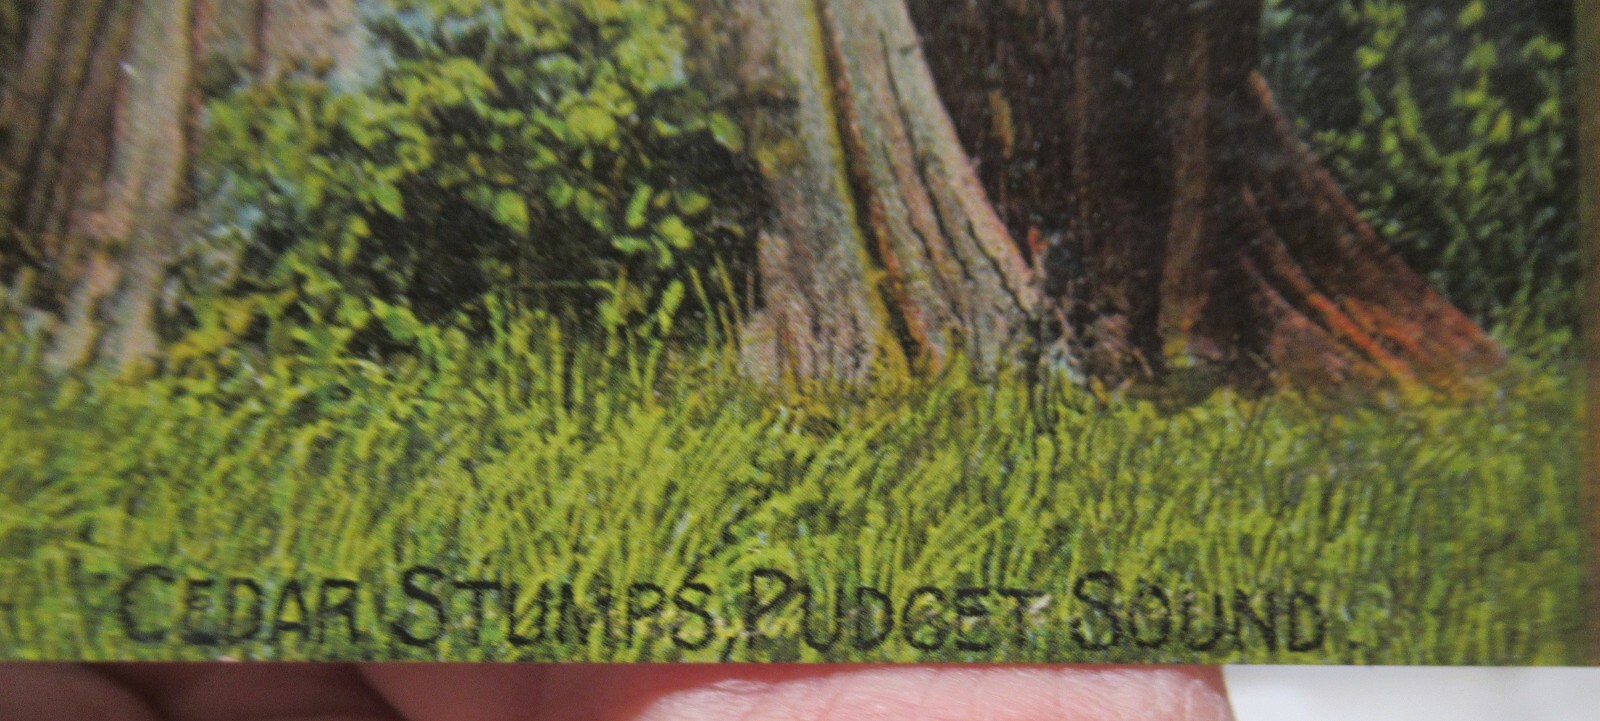 CEDAR STUMPS, PUDGET SOUND.